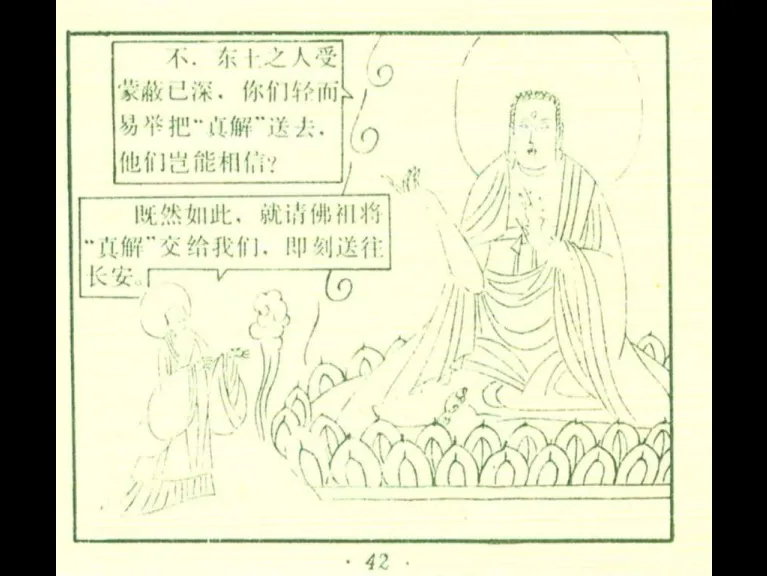 不．东土之人受
蒙蔽已深．你们轻而
易举把“真解”送去．
他们岂能相信？
既然如此．就请佛祖将
“真解”交给我们．即刻送往
长安。
· 42 ·